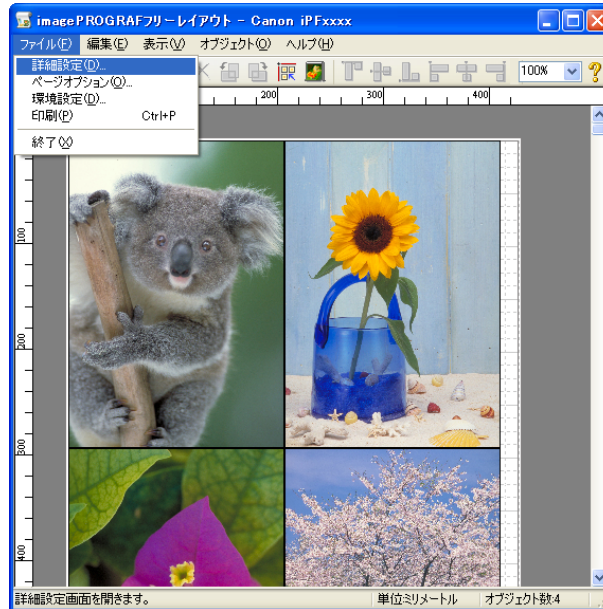 imagePROGRAFフリーレイアウト - Canon iPFxxxx
ファイル(F) 編集(E) 表示(V) オブジェクト(O) ヘルプ(H)
詳細設定(D)...
ページオプション(O)...
環境設定(D)...
印刷(P) Ctrl+P
終了(X)
100%
200 300 400
100
200
300
400
詳細設定画面を開きます。 単位:ミリメートル オブジェクト数:4